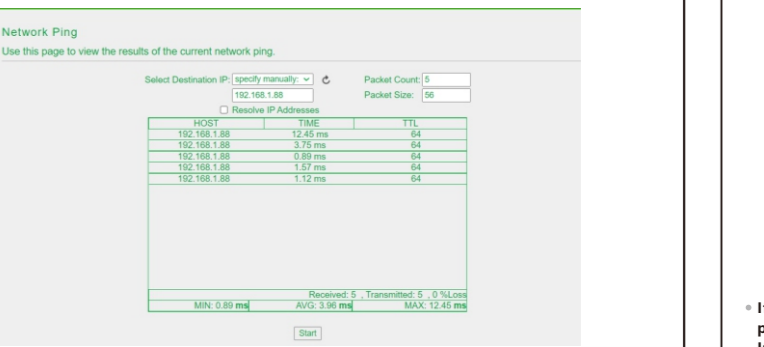 Network Ping
Use this page to view the results of the current network ping.
Select Destination IP: specify manually: Packet Count: 5
192.168.1.88 Packet Size: 56
Resolve IP Addresses
HOST TIME TTL
192.168.1.88 12.45 ms 64
192.168.1.88 3.75 ms 64
192.168.1.88 0.89 ms 64
192.168.1.88 1.57 ms 64
192.168.1.88 1.12 ms 64
Received: 5 , Transmitted: 5 , 0 %Loss
MIN: 0.89 ms AVG: 3.96 ms MAX: 12.45 ms
Start